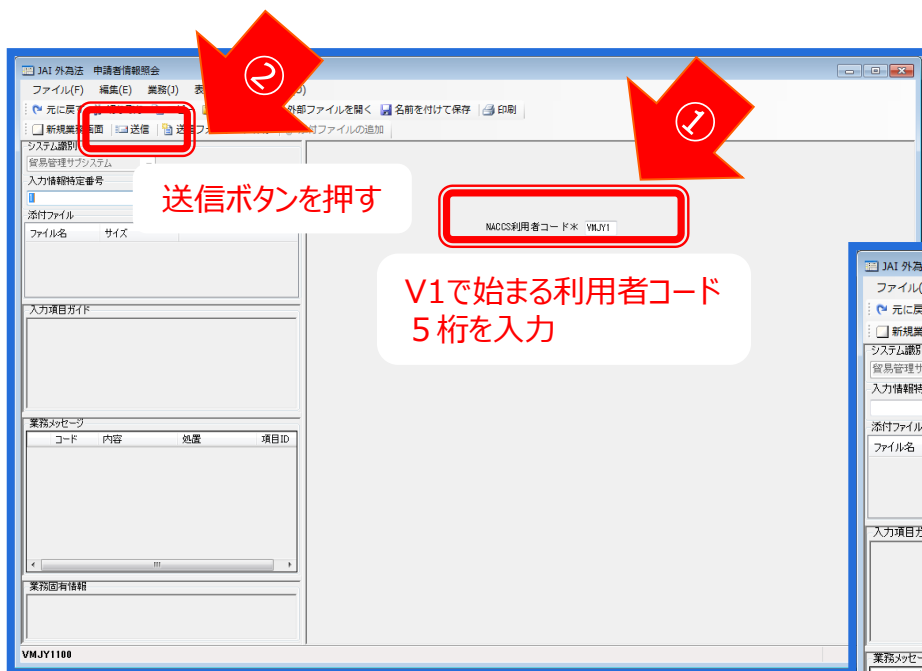 ②
①
JAI 外為法 申請者情報照会
ファイル(F) 編集(E) 業務(J)
元に戻す 外部ファイルを開く 名前を付けて保存 印刷
新規業務画面 送信 付ファイルの追加
システム識別
貿易管理サブシステム
入力情報特定番号
添付ファイル
ファイル名 サイズ
送信ボタンを押す
NACCS利用者コード* VMJY1
V1で始まる利用者コード
5桁を入力
入力項目ガイド
業務メッセージ
コード 内容 処置 項目ID
業務固有情報
VMJY1100
JAI 外為
ファイル(
元に戻
新規業
システム識別
貿易管理サ
入力情報特
添付ファイル
ファイル名
入力項目ガ
業務メッセー